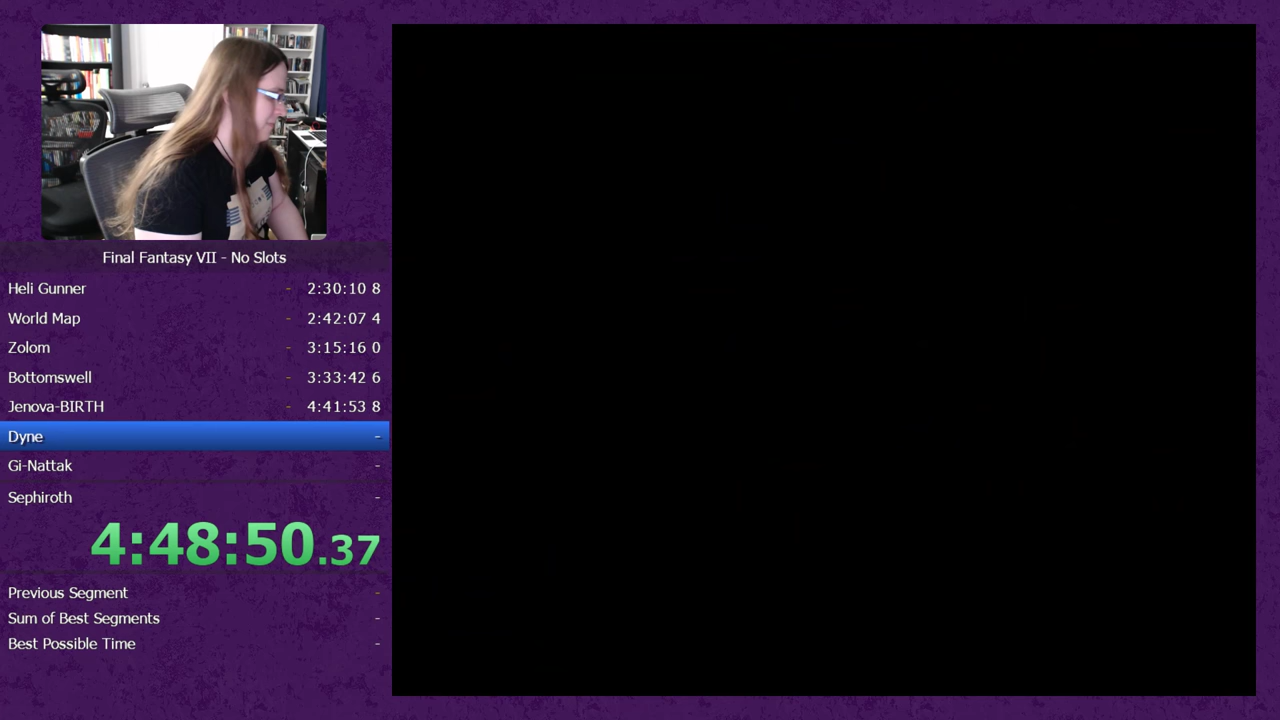 Final Fantasy VII - No Slots
Heli Gunner - 2:30:10 8
World Map - 2:42:07 4
Zolom - 3:15:16 0
Bottomswell - 3:33:42 6
Jenova-BIRTH - 4:41:53 8
Dyne -
Gi-Nattak -
Sephiroth -
4:48:50.37
Previous Segment -
Sum of Best Segments -
Best Possible Time -